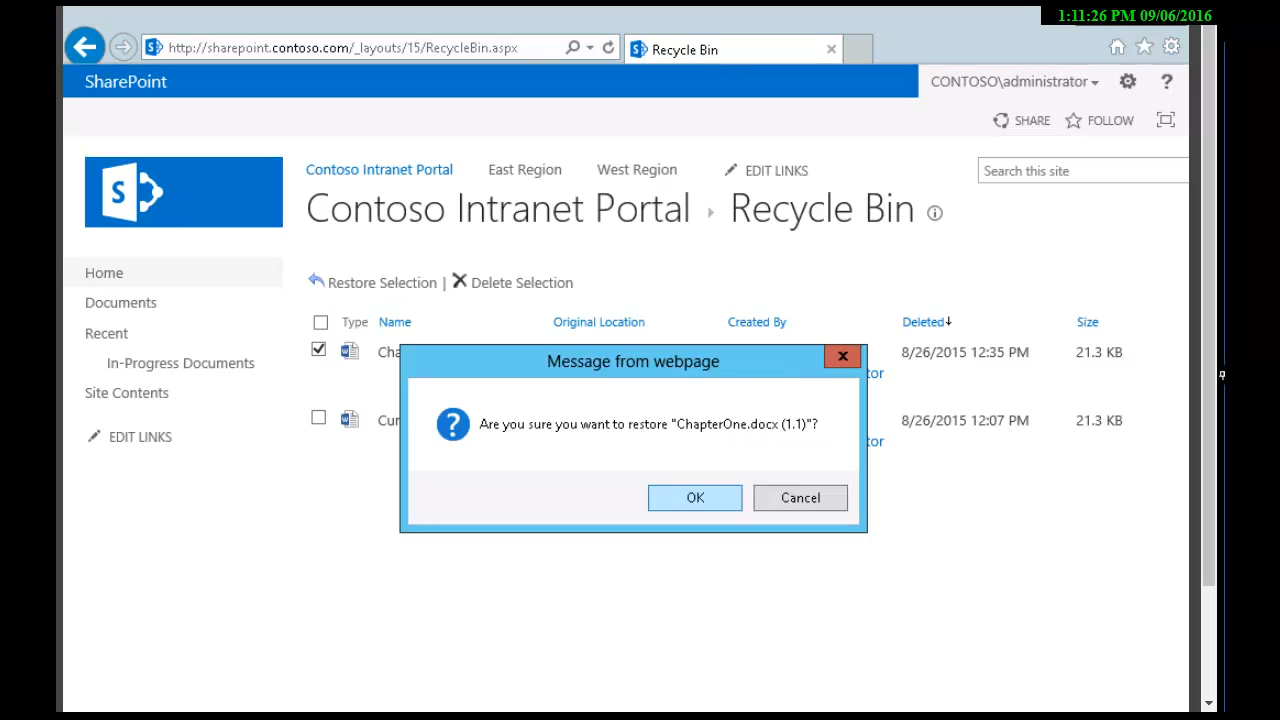 1:11:26 PM 09/06/2016
http://sharepoint.contoso.com/_layouts/15/RecycleBin.aspx
Recycle Bin
SharePoint
CONTOSO\administrator
?
SHARE
FOLLOW
S
Contoso Intranet Portal East Region West Region EDIT LINKS
Search this site
Contoso Intranet Portal Recycle Bin
Home
Documents
Recent
In-Progress Documents
Site Contents
EDIT LINKS
Restore Selection | Delete Selection
Type Name Original Location Created By Deleted Size
Cha 8/26/2015 12:35 PM 21.3 KB
tor
Cur 8/26/2015 12:07 PM 21.3 KB
tor
Message from webpage
Are you sure you want to restore "ChapterOne.docx (1.1)"?
OK Cancel